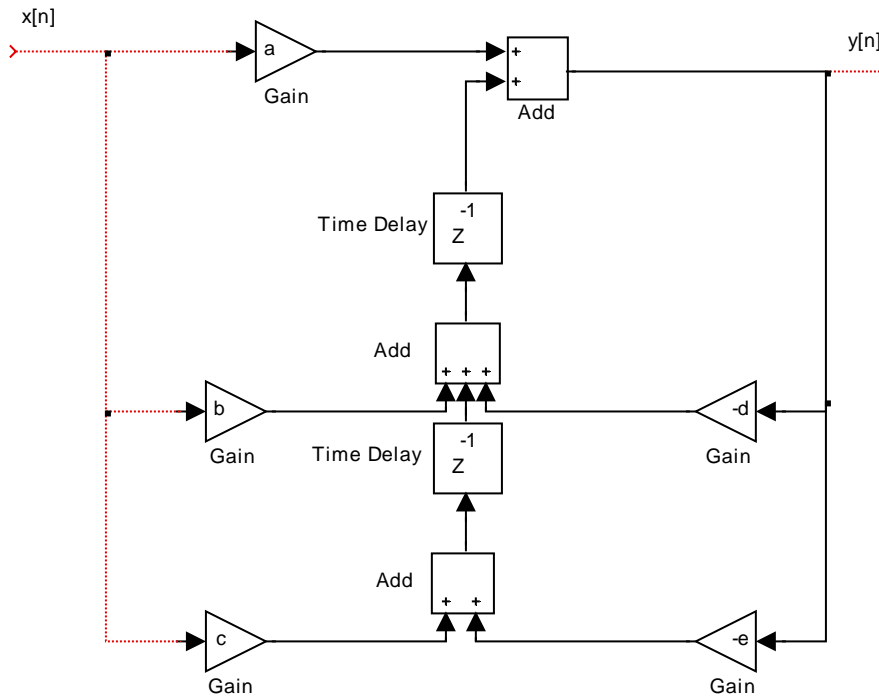 x[n]
y[n]
a
+
+
Gain
Add
-1
Z
Time Delay
Add
+ + +
b
-d
Gain
Gain
-1
Z
Time Delay
Add
+ +
c
-e
Gain
Gain